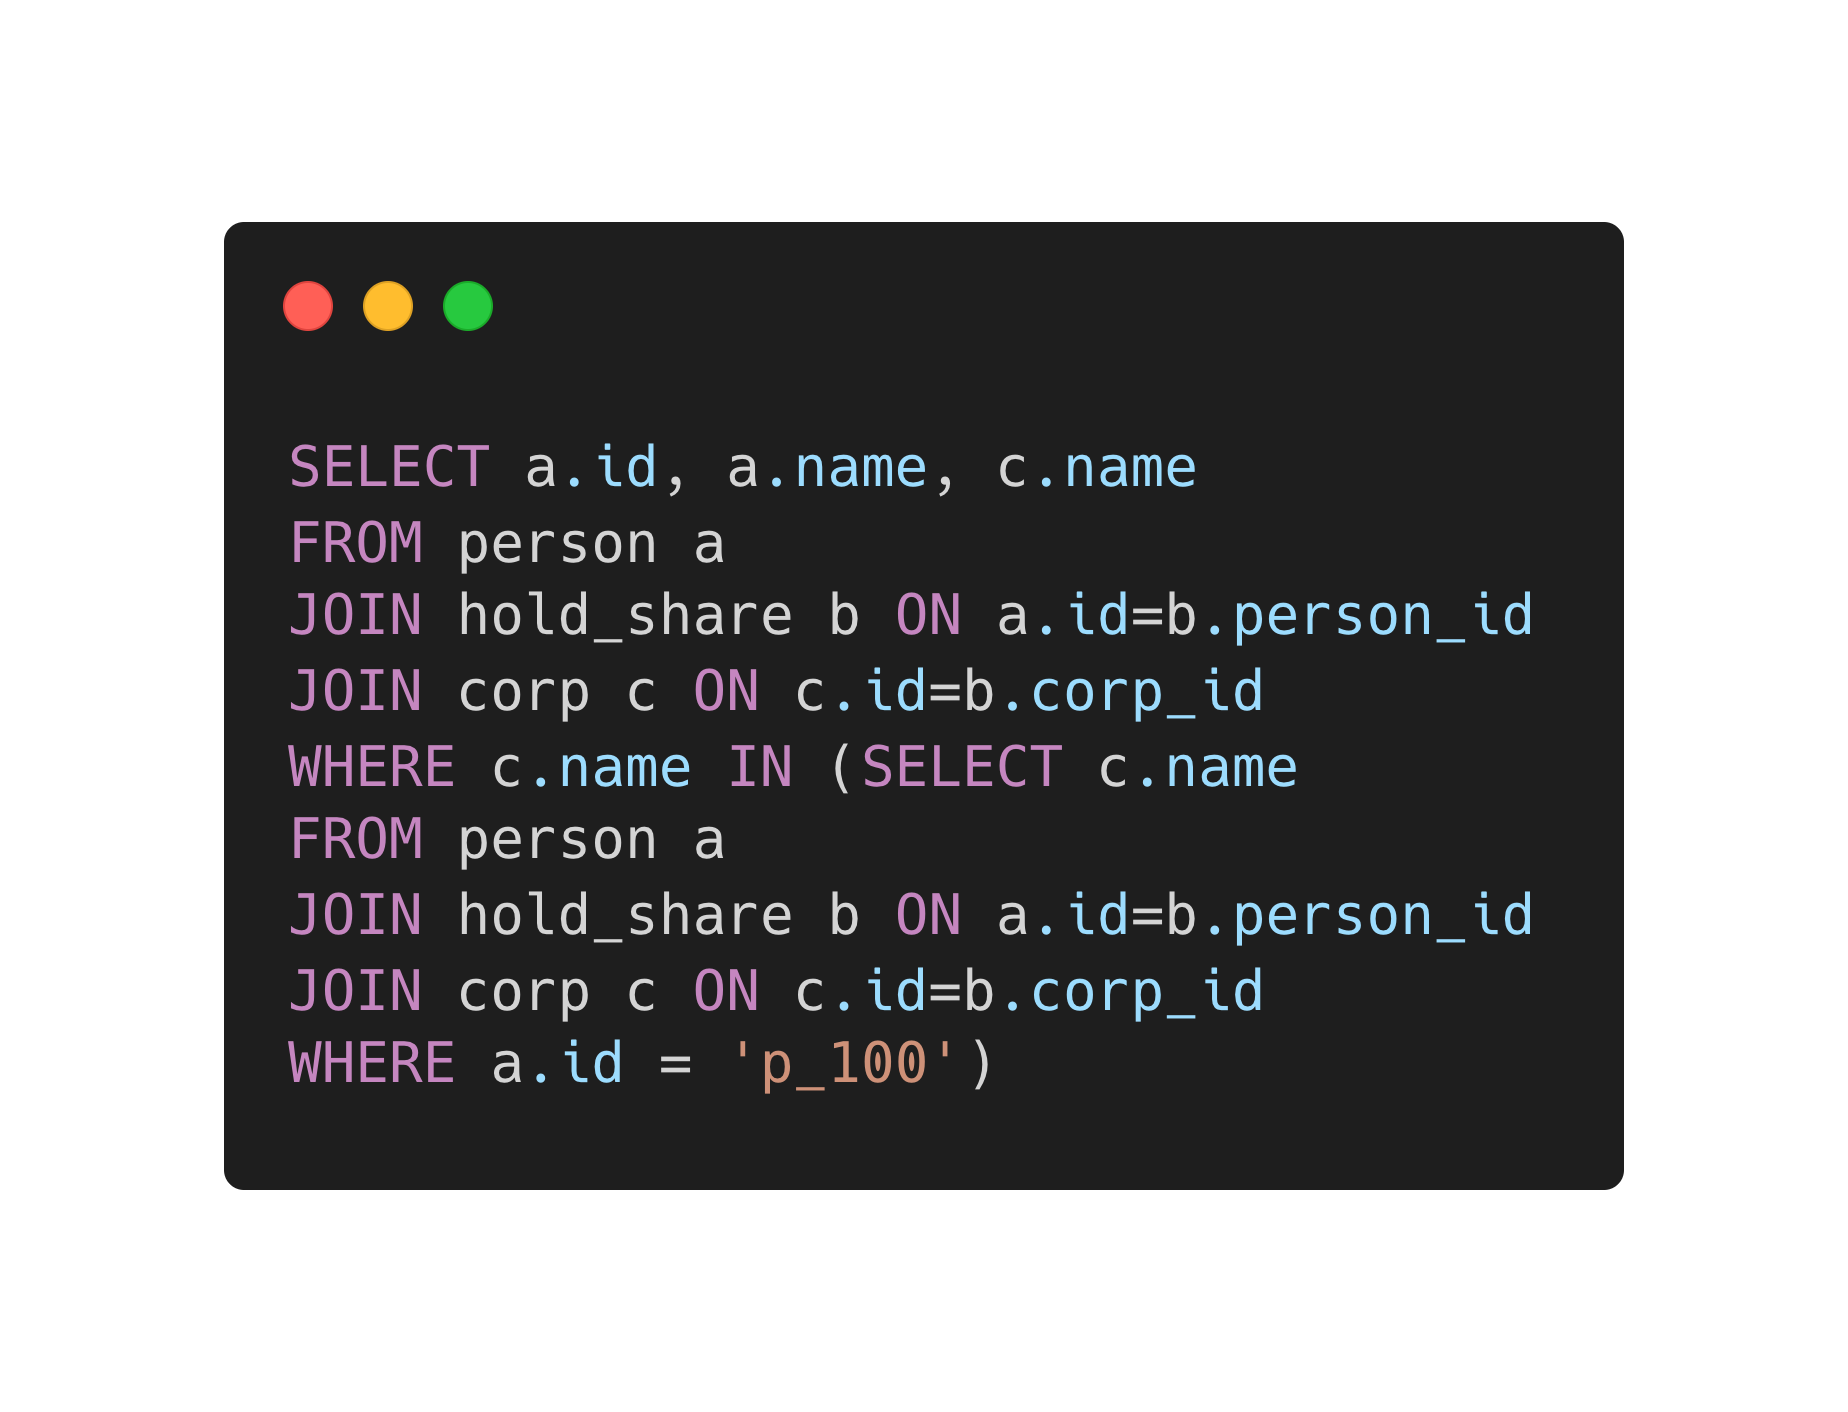 SELECT a.id, a.name, c.name
FROM person a
JOIN hold_share b ON a.id=b.person_id
JOIN corp c ON c.id=b.corp_id
WHERE c.name IN (SELECT c.name
FROM person a
JOIN hold_share b ON a.id=b.person_id
JOIN corp c ON c.id=b.corp_id
WHERE a.id = 'p_100')